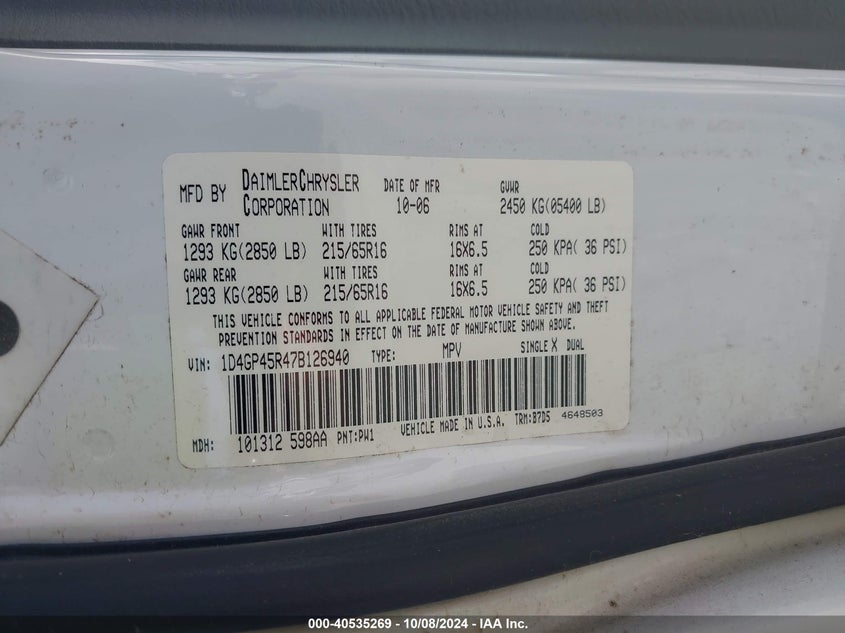 MFD BY DAIMLERCHRYSLER CORPORATION DATE OF MFR 10-06 GVWR 2450 KG(05400 LB)
GAWR FRONT WITH TIRES RIMS AT COLD
1293 KG(2850 LB) 215/65R16 16X6.5 250 KPA( 36 PSI)
GAWR REAR WITH TIRES RIMS AT COLD
1293 KG(2850 LB) 215/65R16 16X6.5 250 KPA( 36 PSI)
THIS VEHICLE CONFORMS TO ALL APPLICABLE FEDERAL MOTOR VEHICLE SAFETY AND THEFT
PREVENTION STANDARDS IN EFFECT ON THE DATE OF MANUFACTURE SHOWN ABOVE.
VIN: 1D4GP45R47B126940 TYPE: MPV SINGLE X DUAL
MDH: 101312 598AA PNT:PW1 VEHICLE MADE IN U.S.A. TRM:B7D5 4648503
000-40535269 - 10/08/2024 - IAAI.com